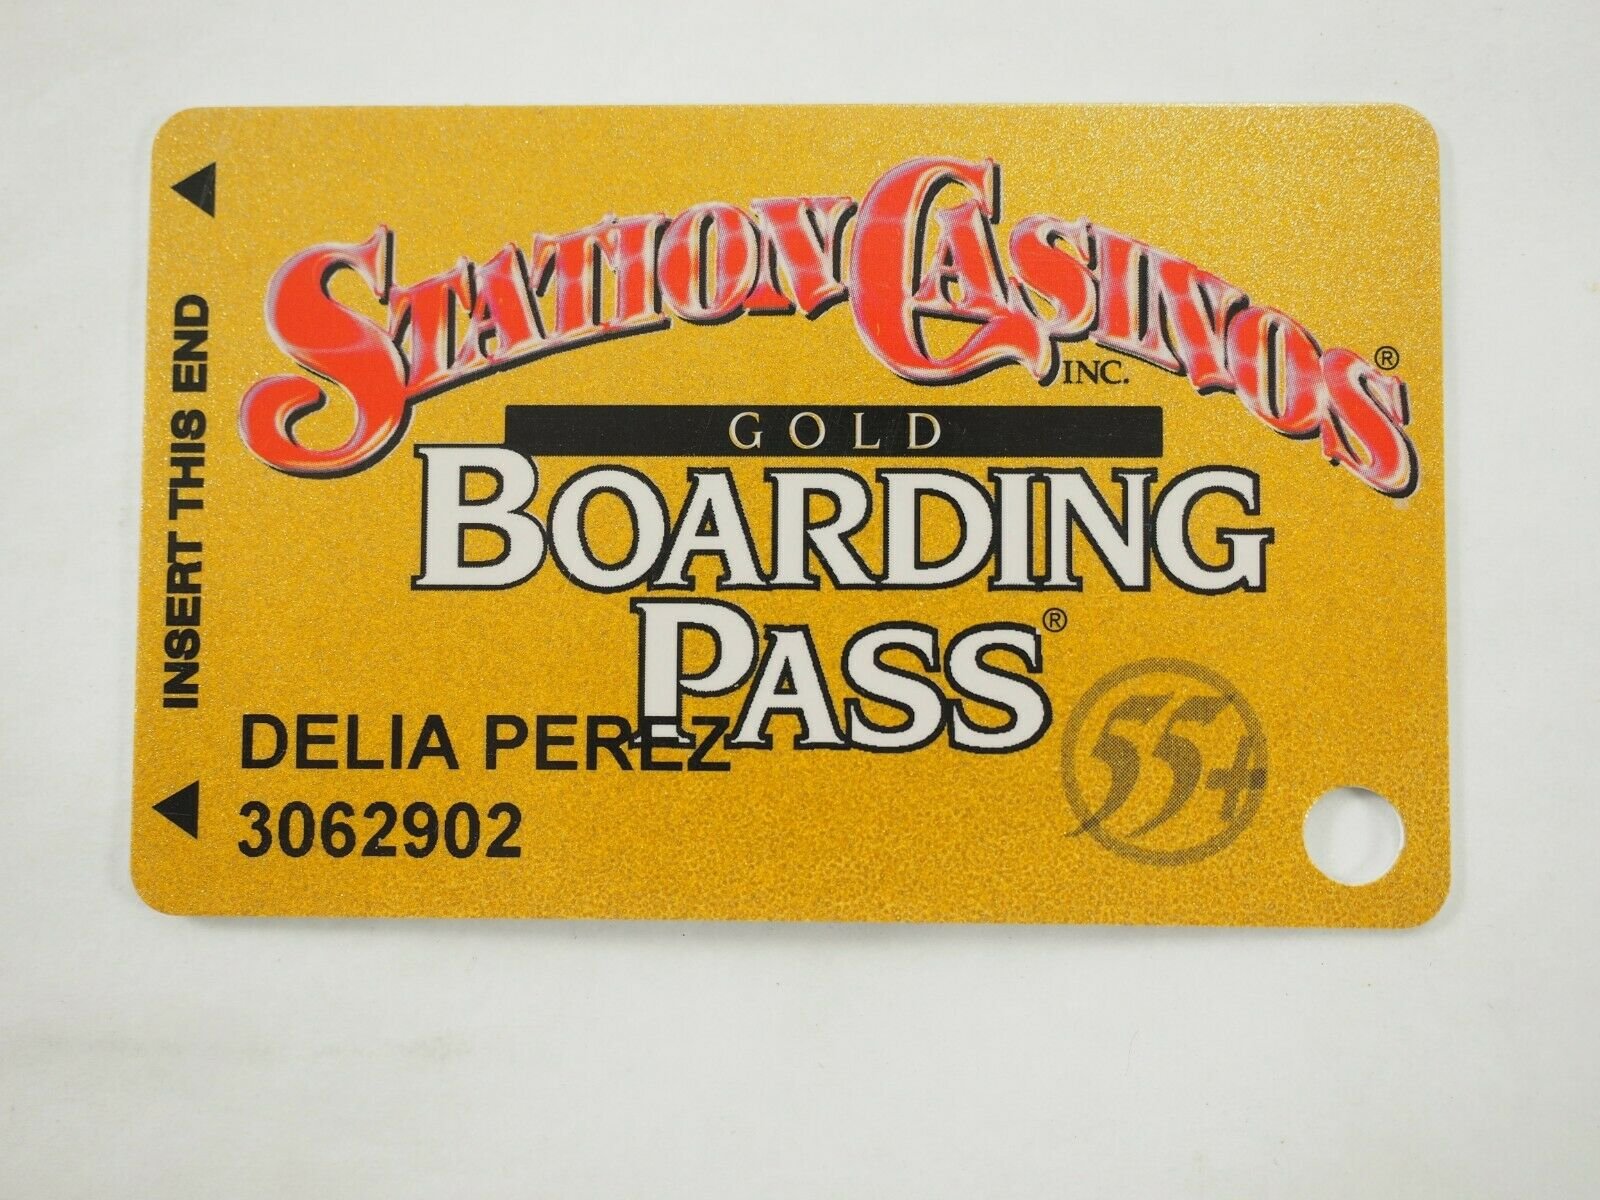 STATION CASINOS®
INC.
GOLD
BOARDING
PASS®
INSERT THIS END
DELIA PEREZ
3062902
55+